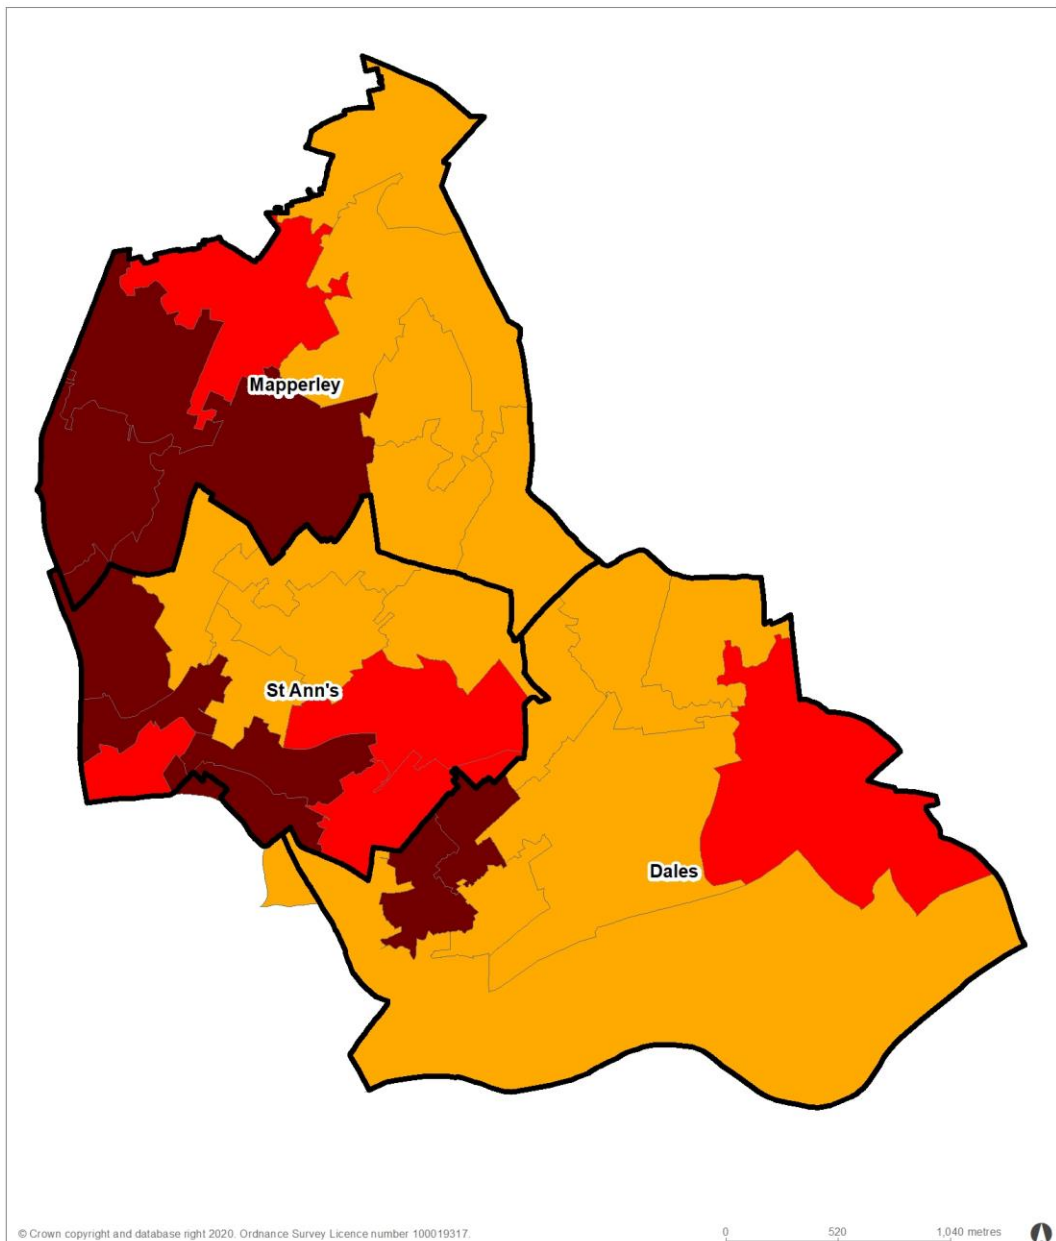 Mapperley
St Ann's
Dales
© Crown copyright and database right 2020. Ordnance Survey Licence number 100019317.
0 520 1,040 metres